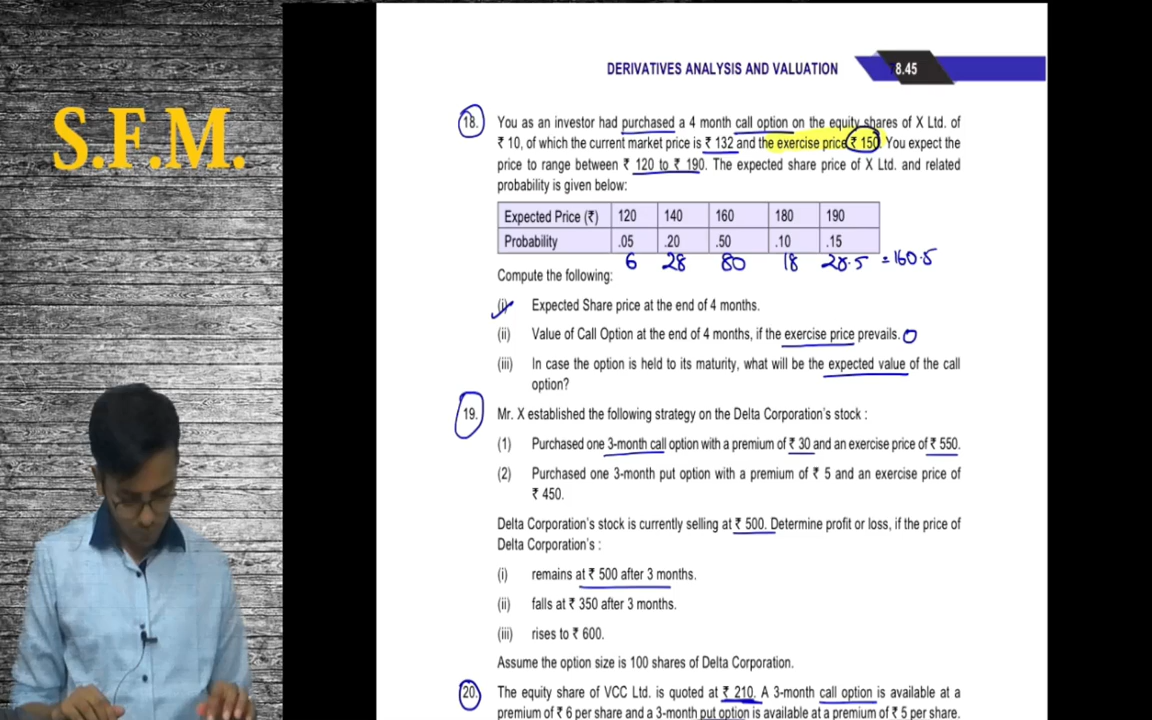 S.F.M.
DERIVATIVES ANALYSIS AND VALUATION
8.45
18. You as an investor had purchased a 4 month call option on the equity shares of X Ltd. of
₹ 10, of which the current market price is ₹ 132 and the exercise price ₹ 150. You expect the
price to range between ₹ 120 to ₹ 190. The expected share price of X Ltd. and related
probability is given below:
Expected Price (₹) 120 140 160 180 190
Probability .05 .20 .50 .10 .15
6 28 80 18 28.5 = 160.5
Compute the following:
(i) Expected Share price at the end of 4 months.
(ii) Value of Call Option at the end of 4 months, if the exercise price prevails. 0
(iii) In case the option is held to its maturity, what will be the expected value of the call
option?
19. Mr. X established the following strategy on the Delta Corporation's stock :
(1) Purchased one 3-month call option with a premium of ₹ 30 and an exercise price of ₹ 550.
(2) Purchased one 3-month put option with a premium of ₹ 5 and an exercise price of
₹ 450.
Delta Corporation's stock is currently selling at ₹ 500. Determine profit or loss, if the price of
Delta Corporation's :
(i) remains at ₹ 500 after 3 months.
(ii) falls at ₹ 350 after 3 months.
(iii) rises to ₹ 600.
Assume the option size is 100 shares of Delta Corporation.
20. The equity share of VCC Ltd. is quoted at ₹ 210. A 3-month call option is available at a
premium of ₹ 6 per share and a 3-month put option is available at a premium of ₹ 5 per share.